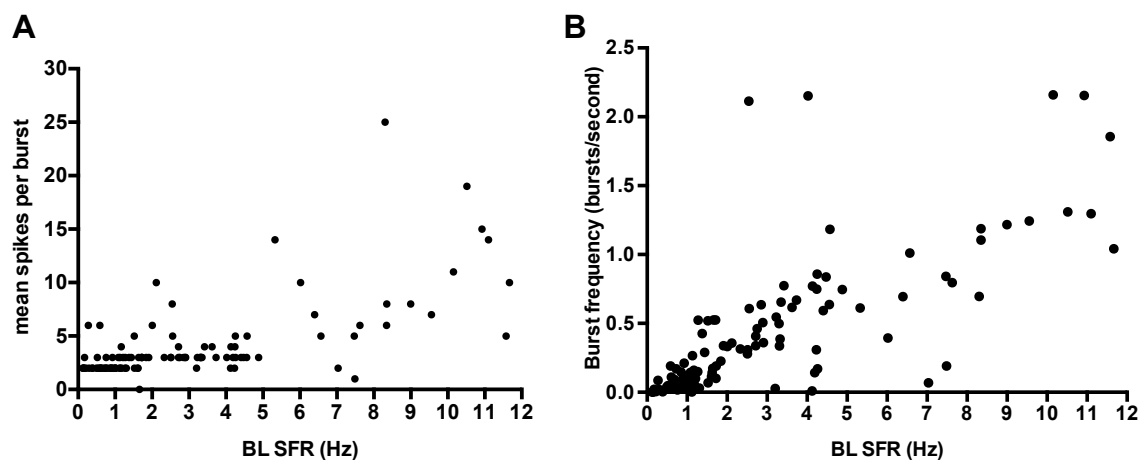 A
mean spikes per burst
30
25
20
15
10
5
0
0 1 2 3 4 5 6 7 8 9 10 11 12
BL SFR (Hz)
B
Burst frequency (bursts/second)
2.5
2.0
1.5
1.0
0.5
0.0
0 1 2 3 4 5 6 7 8 9 10 11 12
BL SFR (Hz)